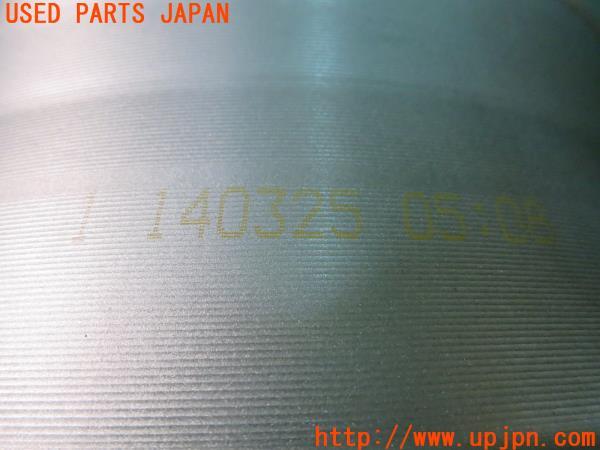 USED PARTS JAPAN
1 140325 05:08
http://www.upjpn.com